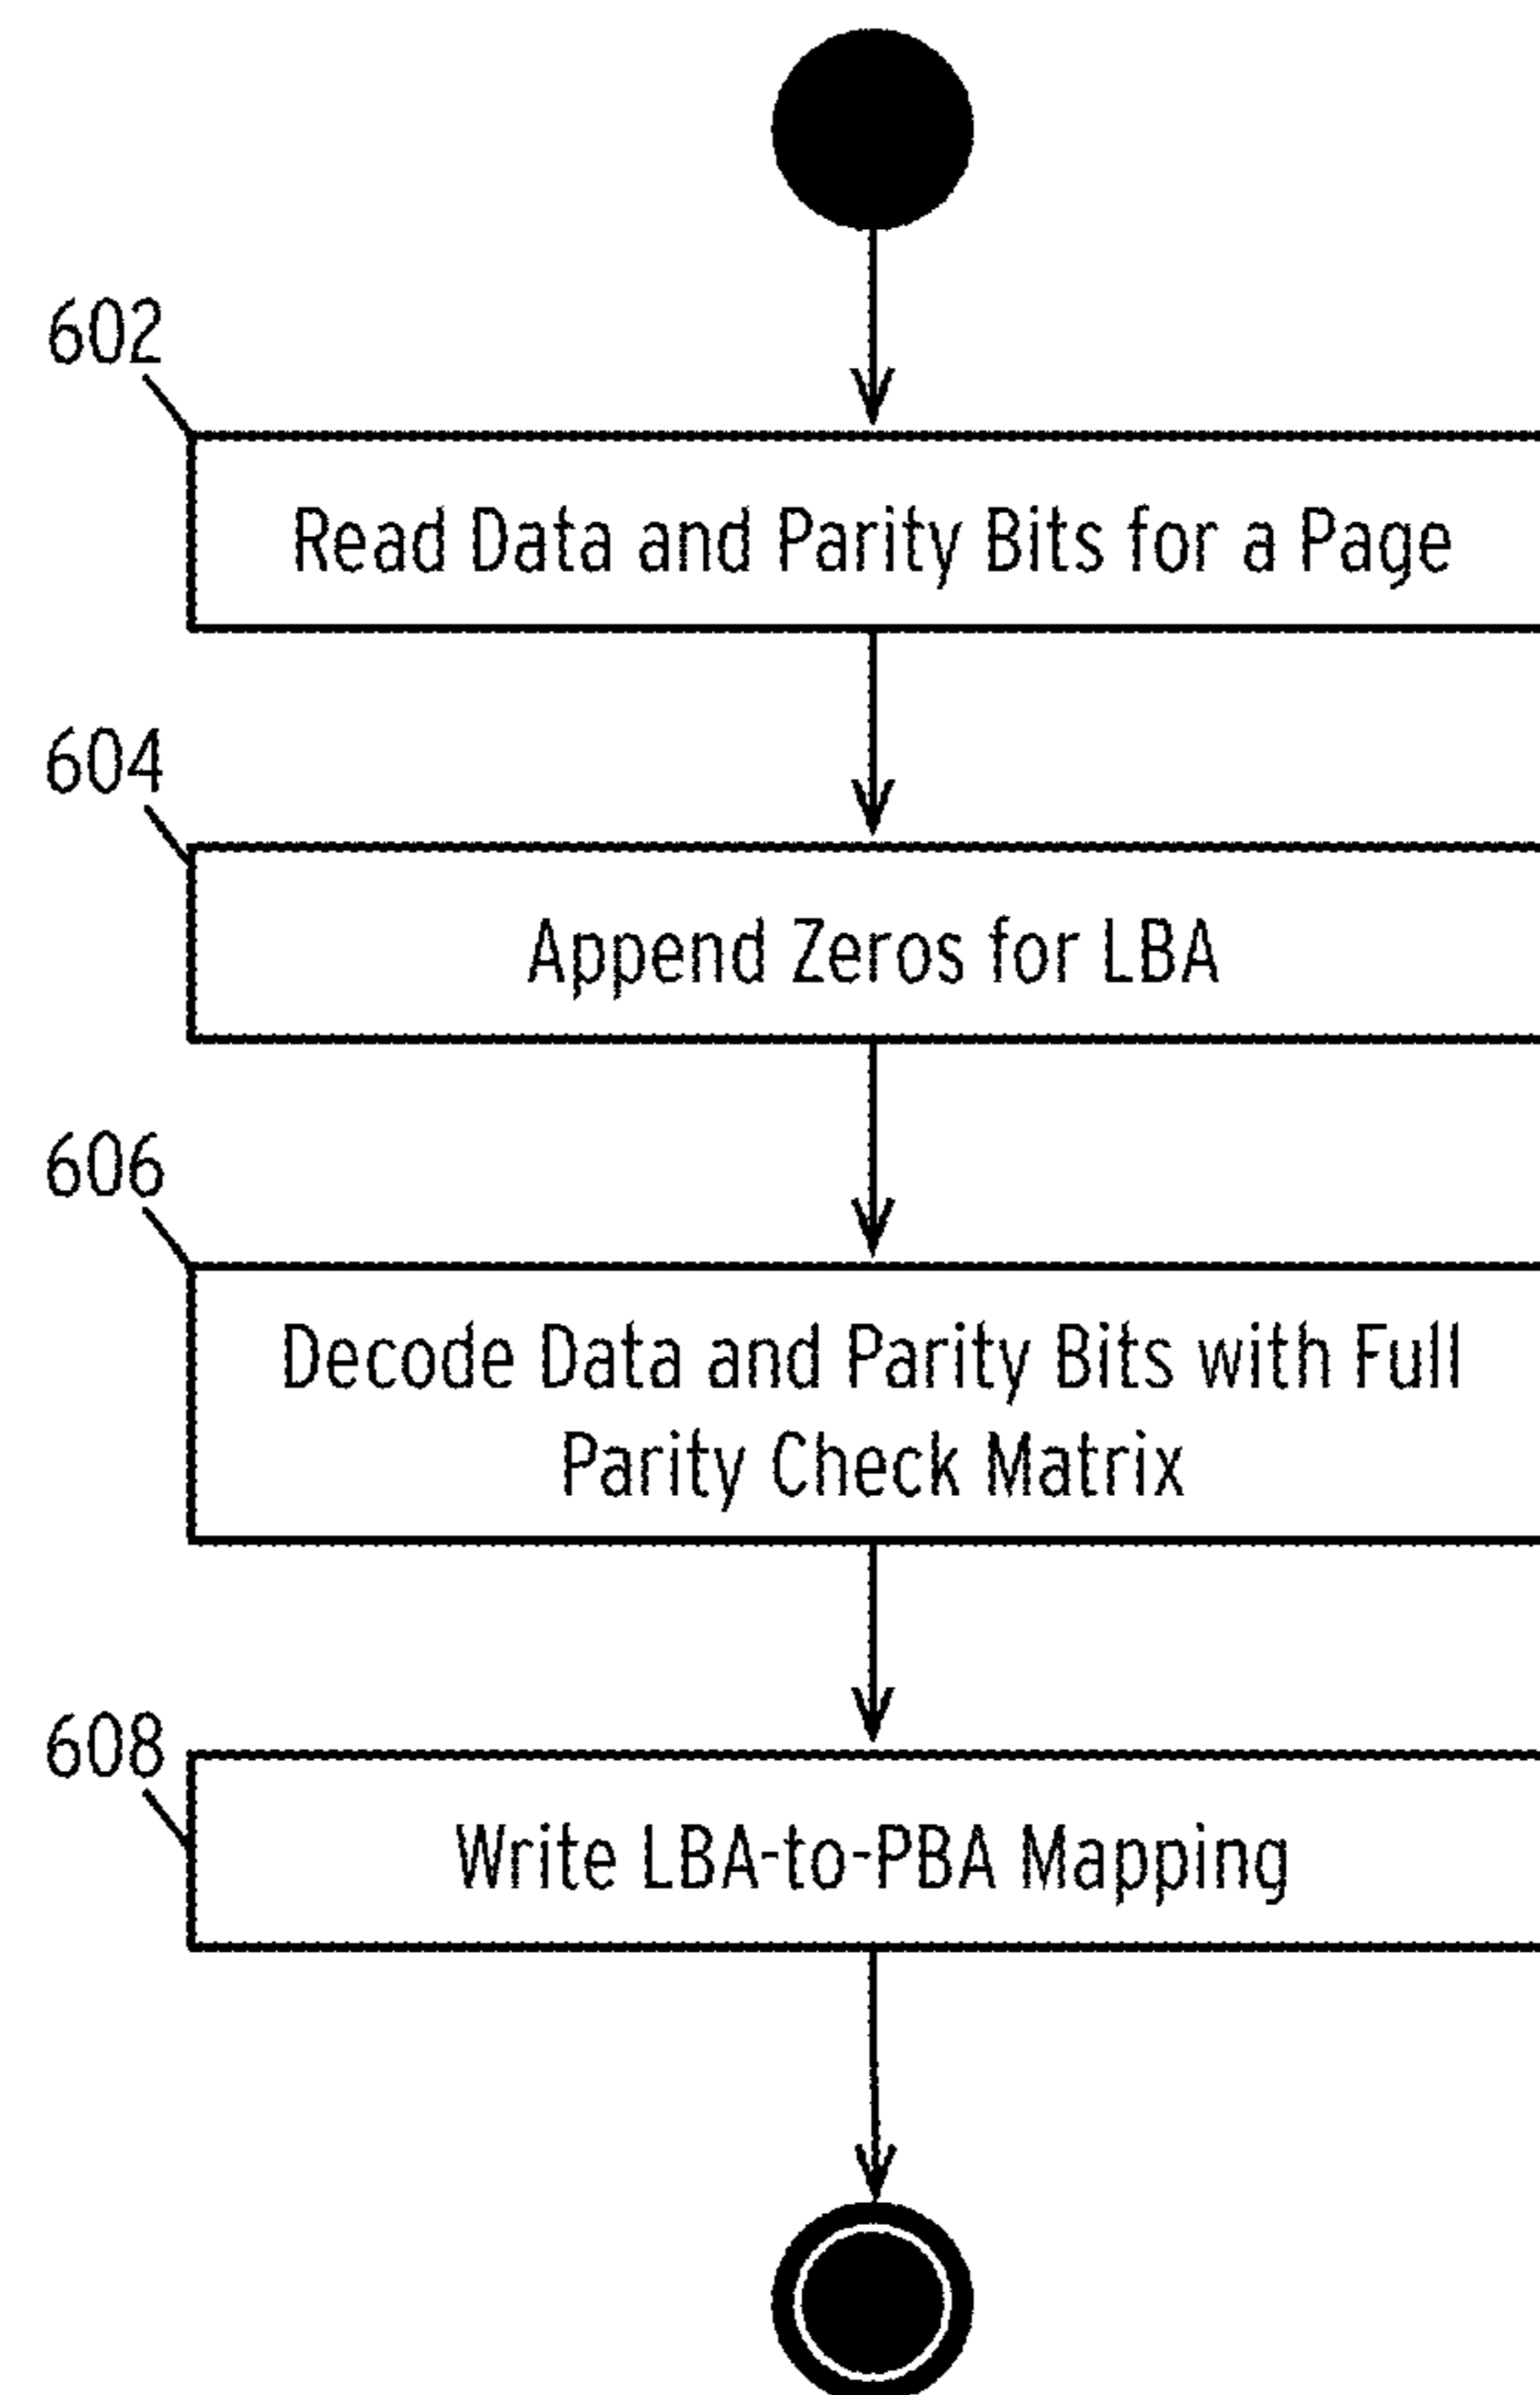 602
Read Data and Parity Bits for a Page
604
Append Zeros for LBA
606
Decode Data and Parity Bits with Full
Parity Check Matrix
608
Write LBA-to-PBA Mapping